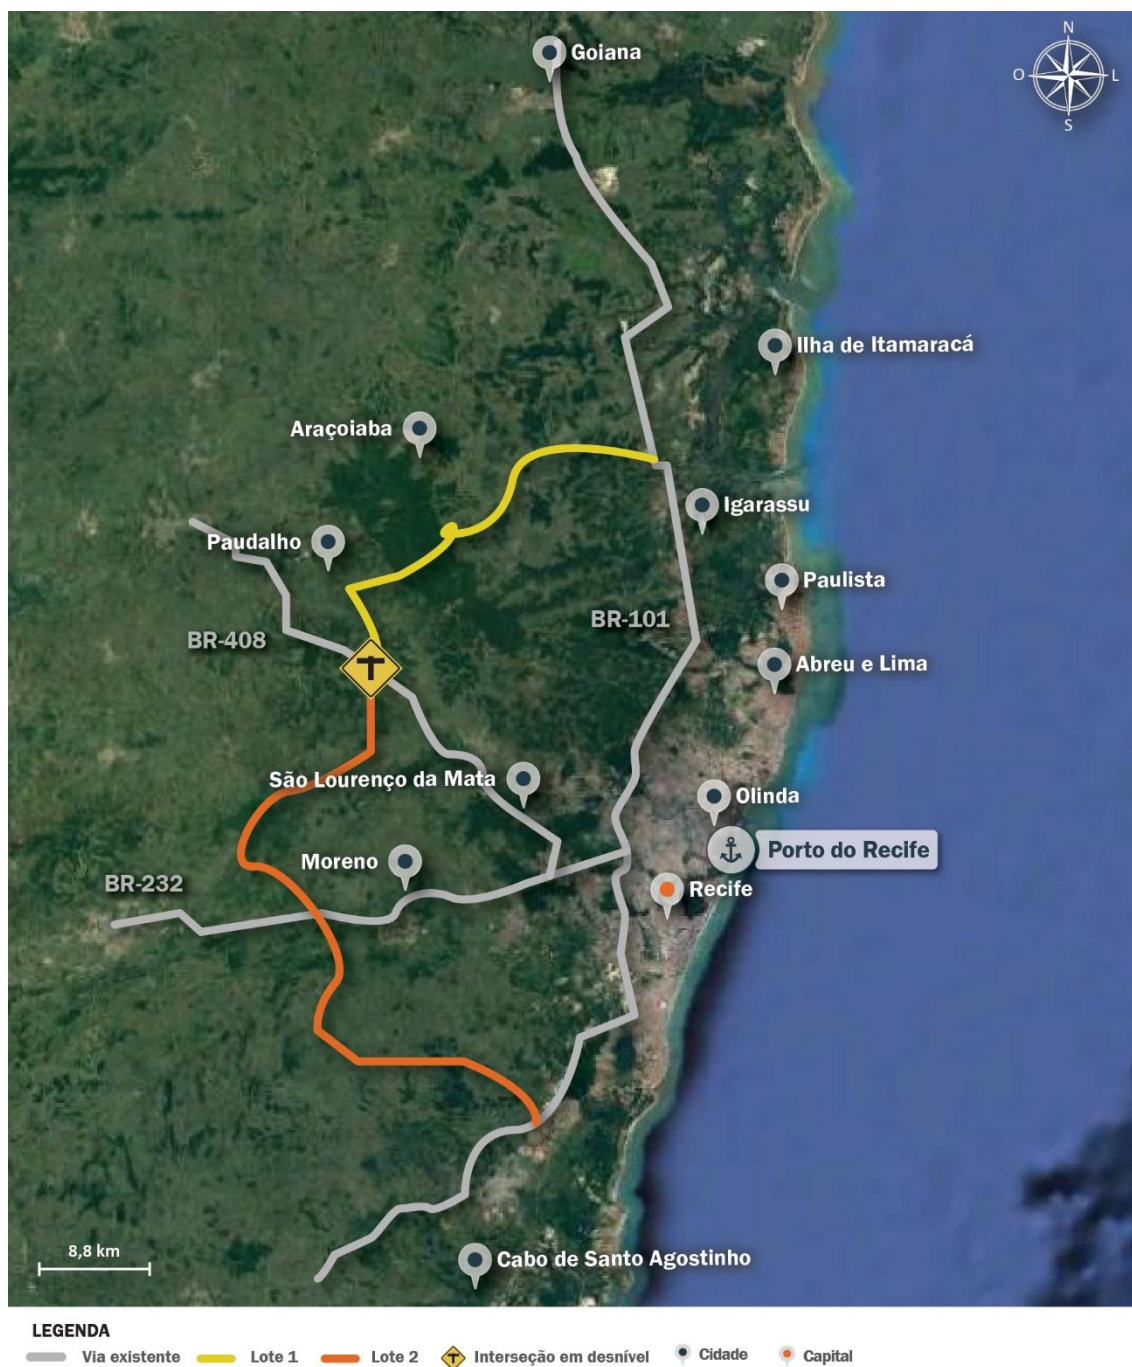 Goiana
N
O
L
S
Ilha de Itamaracá
Araçoiaba
Igarassu
Paudalho
Paulista
BR-101
BR-408
Abreu e Lima
São Lourenço da Mata
Olinda
Porto do Recife
Moreno
BR-232
Recife
8,8 km
Cabo de Santo Agostinho
LEGENDA
Via existente Lote 1 Lote 2 Interseção em desnível Cidade Capital